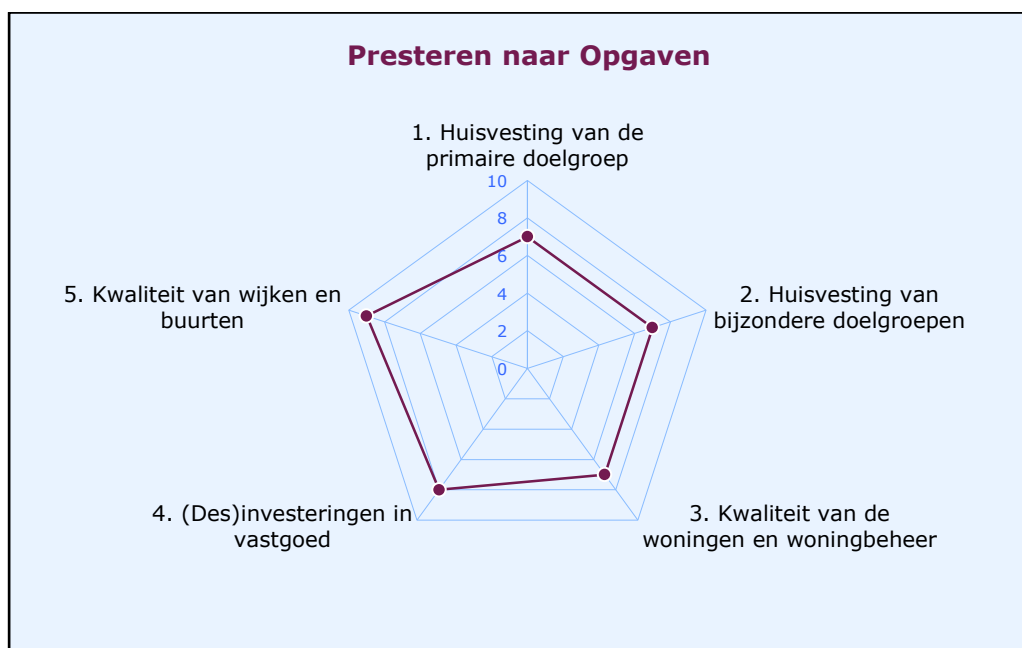 Presteren naar Opgaven
1. Huisvesting van de
primaire doelgroep
10
8
6
4
2
0
2. Huisvesting van
bijzondere doelgroepen
3. Kwaliteit van de
woningen en woningbeheer
4. (Des)investeringen in
vastgoed
5. Kwaliteit van wijken en
buurten